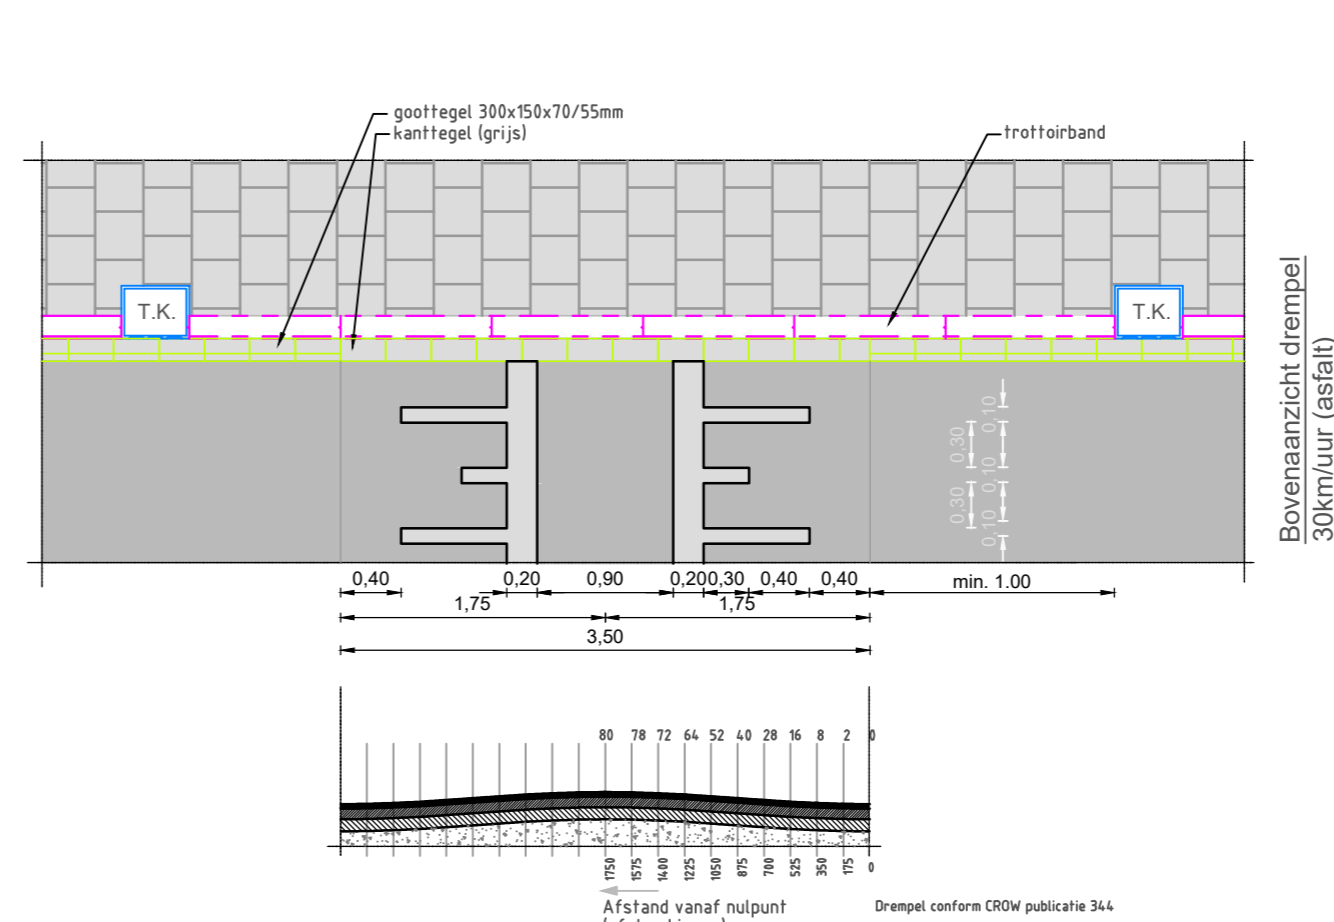 goottegel 300x150x70/55mm
kanttegel (grijs)
trottoirband
T.K.
T.K.
Bovenaanzicht drempel
30km/uur (asfalt)
0,10
0,30
0,10
0,10
0,10
0,30
0,10
0,40
0,20
0,90
0,20
0,30
0,40
0,40
min. 1.00
1,75
1,75
3,50
80 78 72 64 52 40 28 16 8 2 0
1750 1575 1400 1225 1050 875 700 525 350 175 0
Afstand vanaf nulpunt
Drempel conform CROW publicatie 344